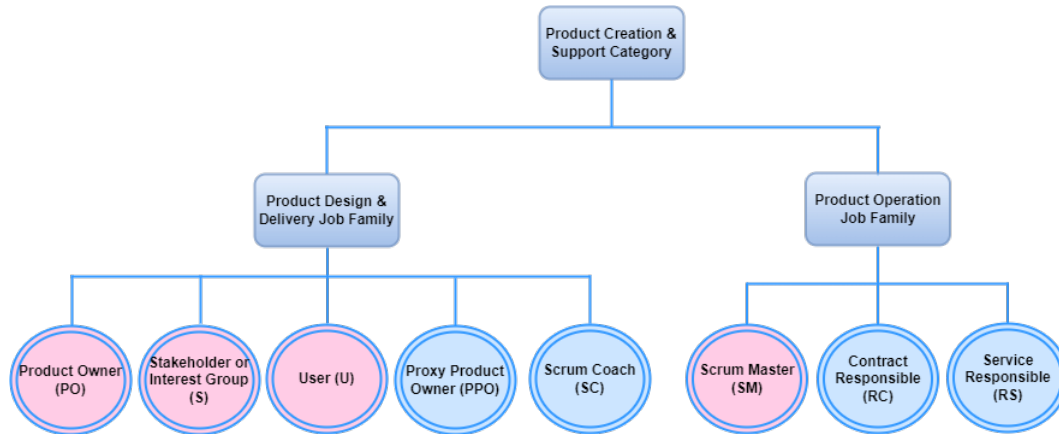 Product Creation &
Support Category
Product Design &
Delivery Job Family
Product Operation
Job Family
Product Owner
(PO)
Stakeholder or
Interest Group
(S)
User (U)
Proxy Product
Owner (PPO)
Scrum Coach
(SC)
Scrum Master
(SM)
Contract
Responsible
(RC)
Service
Responsible
(RS)